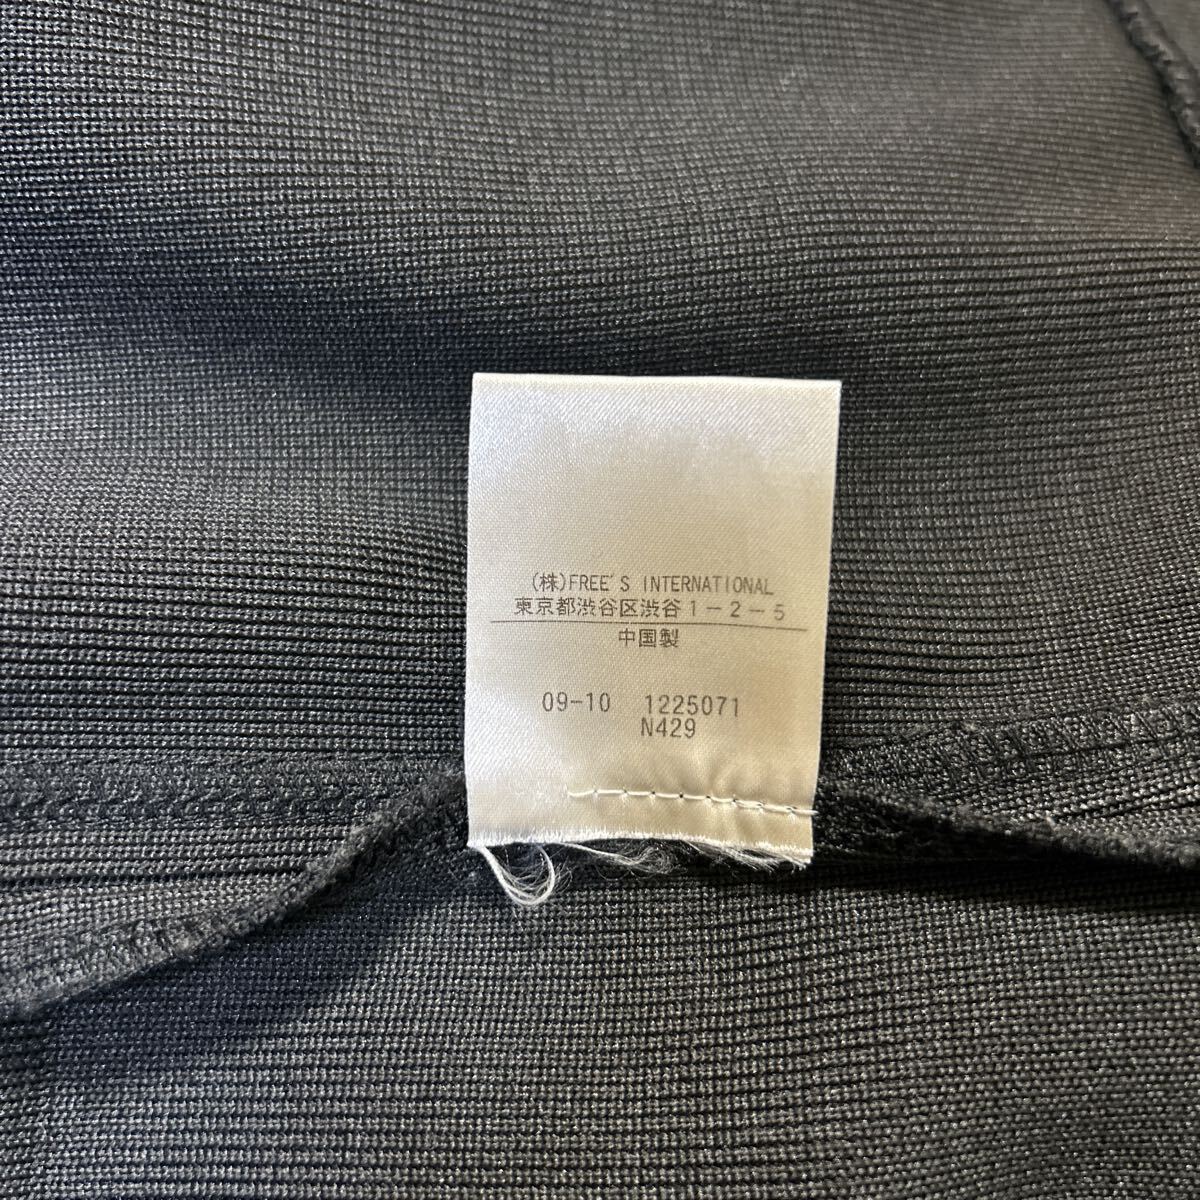 (株)FREE'S INTERNATIONAL
東京都渋谷区渋谷1-2-5
中国製
09-10 1225071
N429